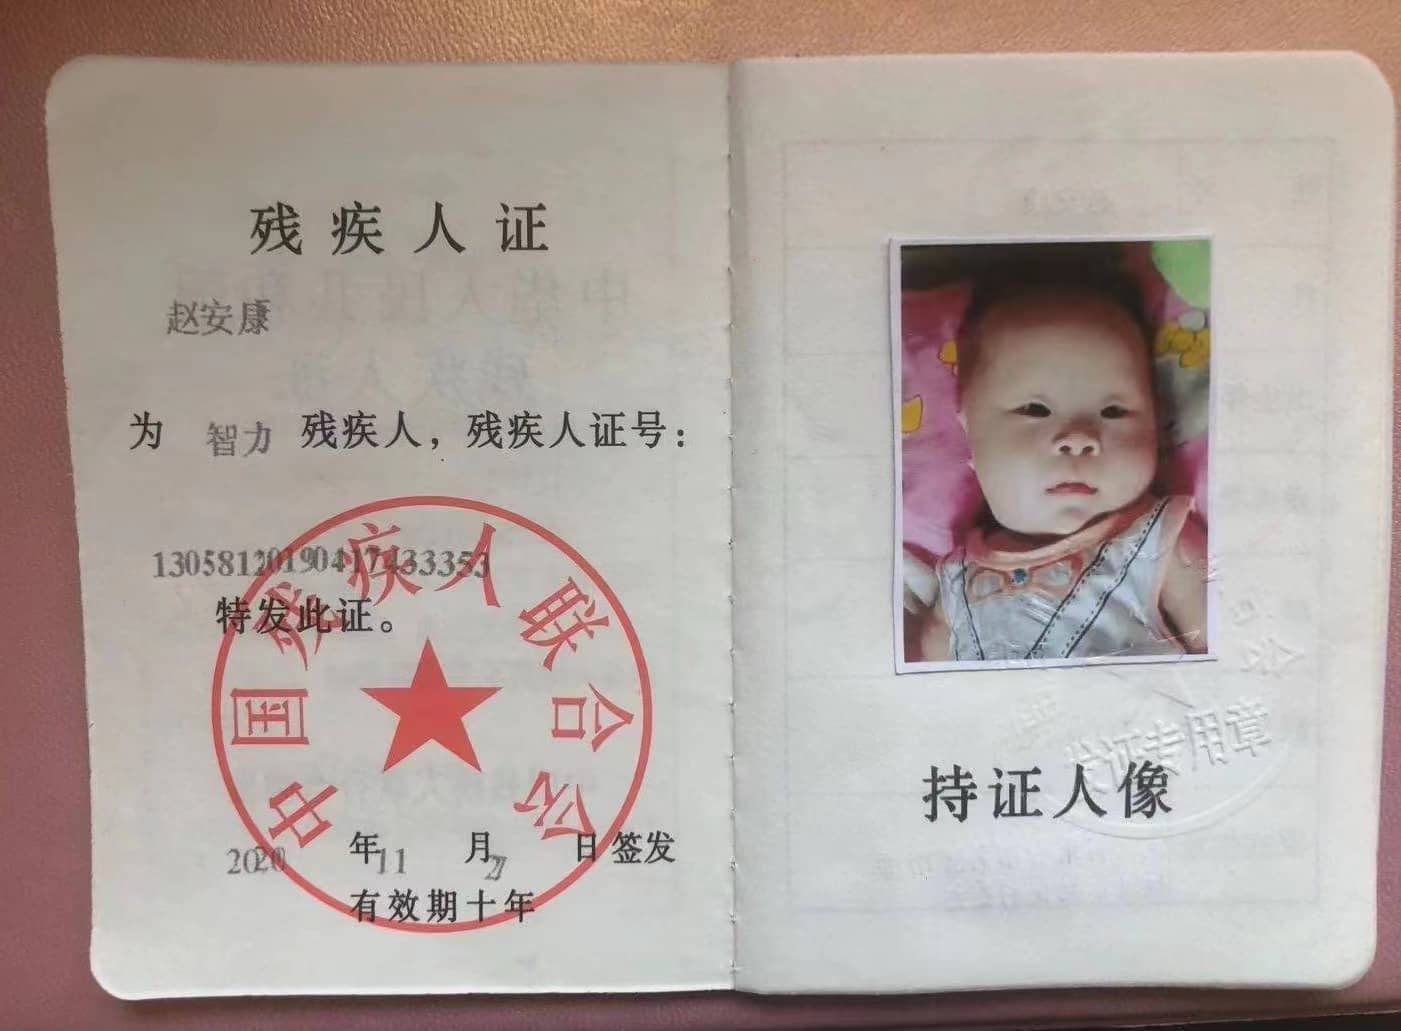 残疾人证
赵安康
为 智力 残疾人，残疾人证号：
13058120190417433353
特发此证。
中国残疾人联合会
2020 年 11 月 27 日签发
有效期十年
发证专用章
持证人像